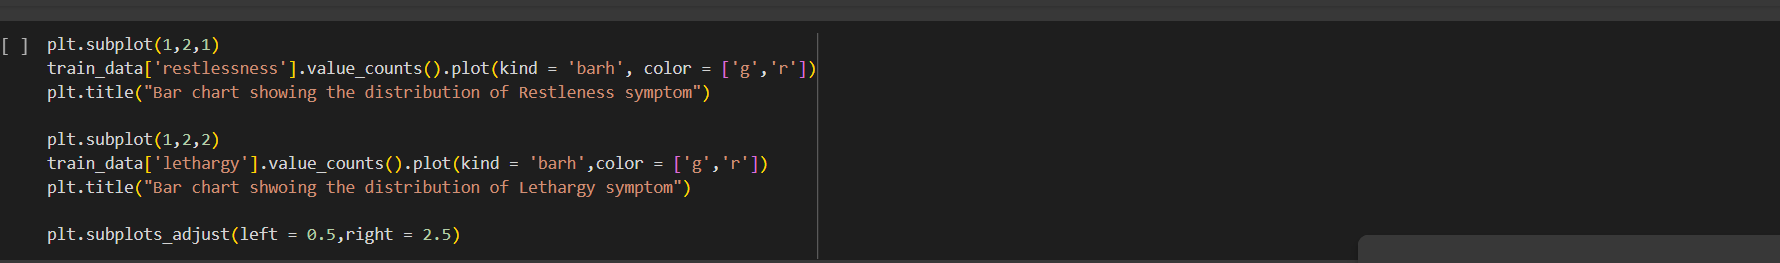 [ ] plt.subplot(1,2,1)
train_data['restlessness'].value_counts().plot(kind = 'barh', color = ['g','r'])
plt.title("Bar chart showing the distribution of Restleness symptom")
plt.subplot(1,2,2)
train_data['lethargy'].value_counts().plot(kind = 'barh',color = ['g','r'])
plt.title("Bar chart shwoing the distribution of Lethargy symptom")
plt.subplots_adjust(left = 0.5,right = 2.5)